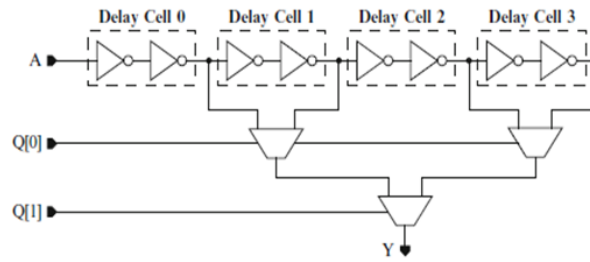 Delay Cell 0 Delay Cell 1 Delay Cell 2 Delay Cell 3
A
Q[0]
Q[1]
Y